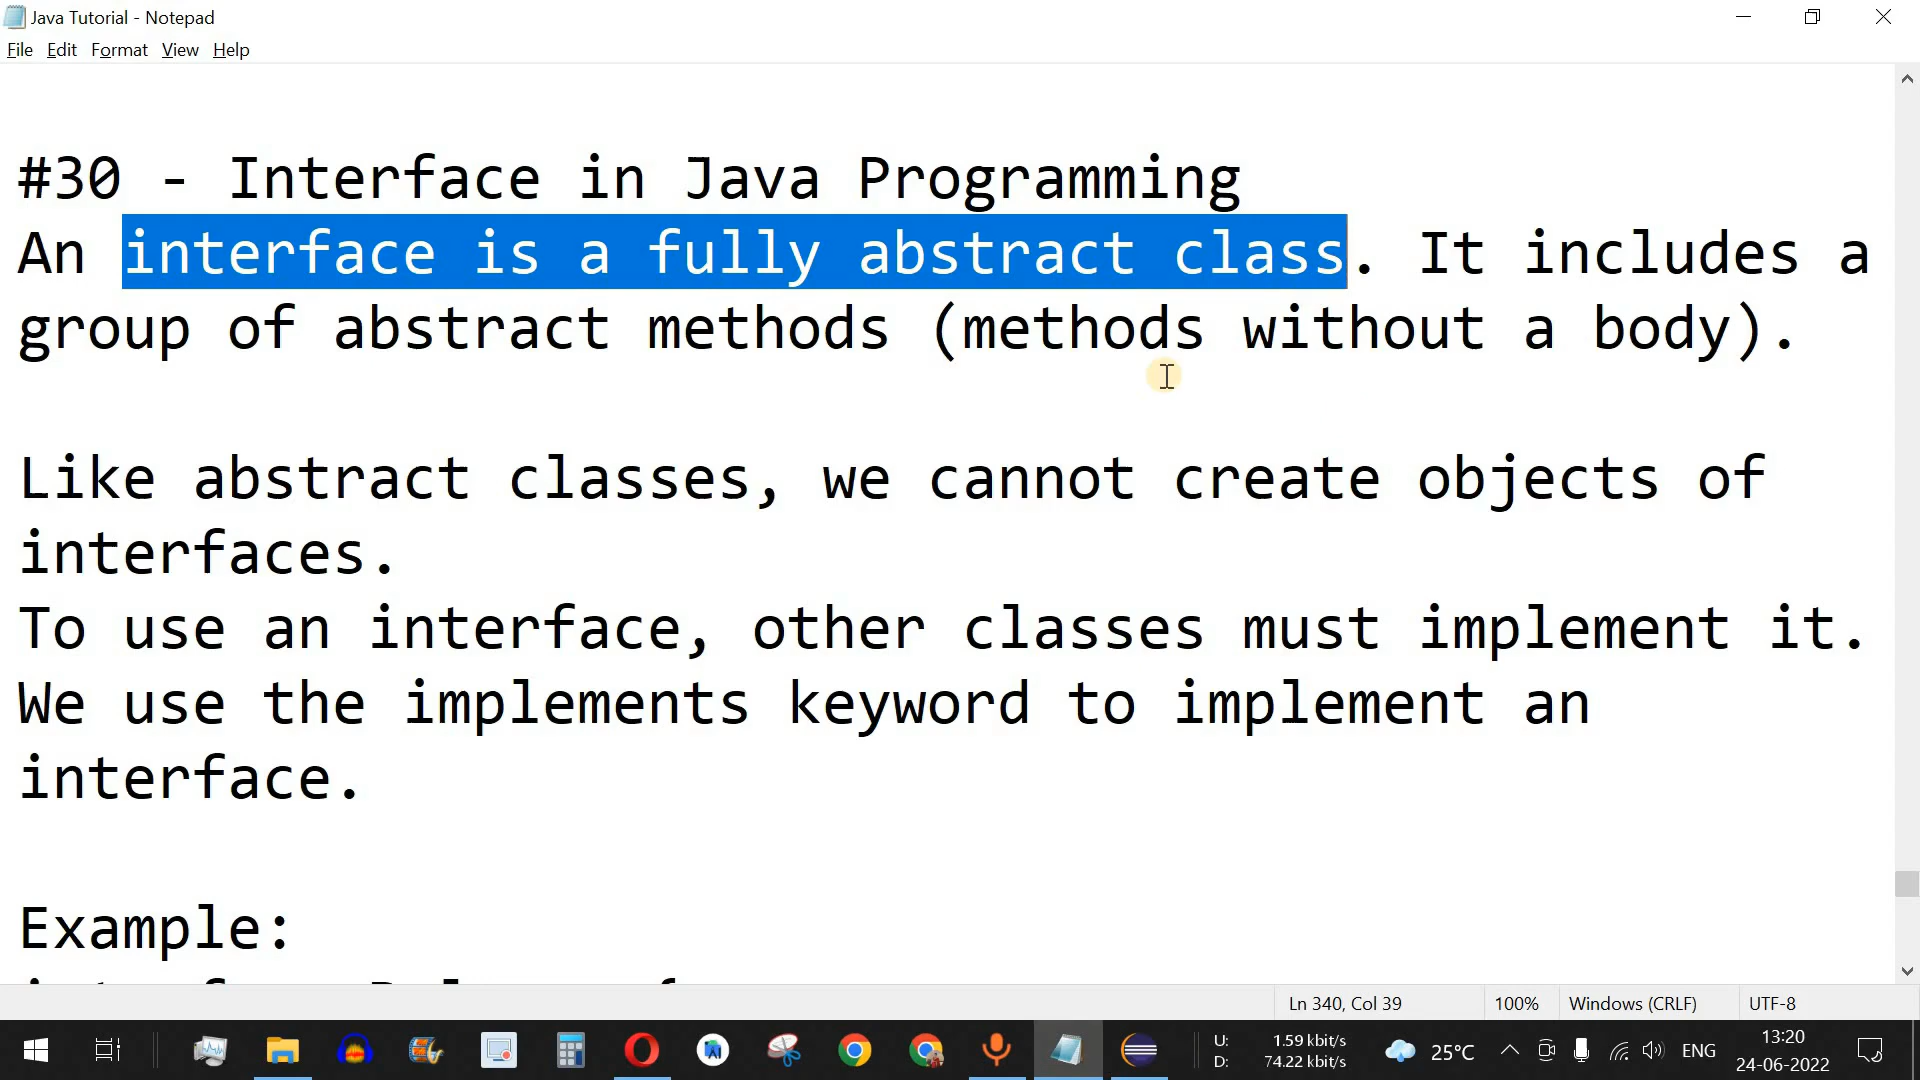 Java Tutorial - Notepad
File Edit Format View Help
#30 - Interface in Java Programming
An interface is a fully abstract class. It includes a
group of abstract methods (methods without a body).
Like abstract classes, we cannot create objects of
interfaces.
To use an interface, other classes must implement it.
We use the implements keyword to implement an
interface.
Example:
Ln 340, Col 39 100% Windows (CRLF) UTF-8
U: 1.59 kbit/s
D: 74.22 kbit/s
25°C
ENG
13:20
24-06-2022